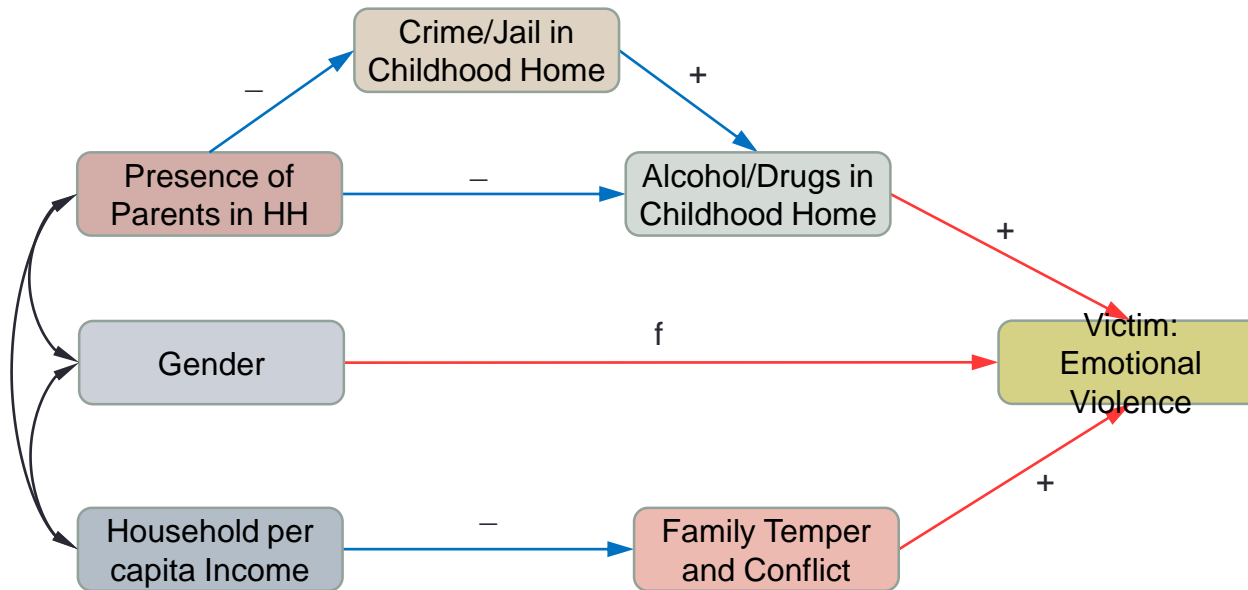 Crime/Jail in
Childhood Home
–
+
Presence of
Parents in HH
–
Alcohol/Drugs in
Childhood Home
+
Gender
f
Victim:
Emotional
Violence
Household per
capita Income
–
Family Temper
and Conflict
+